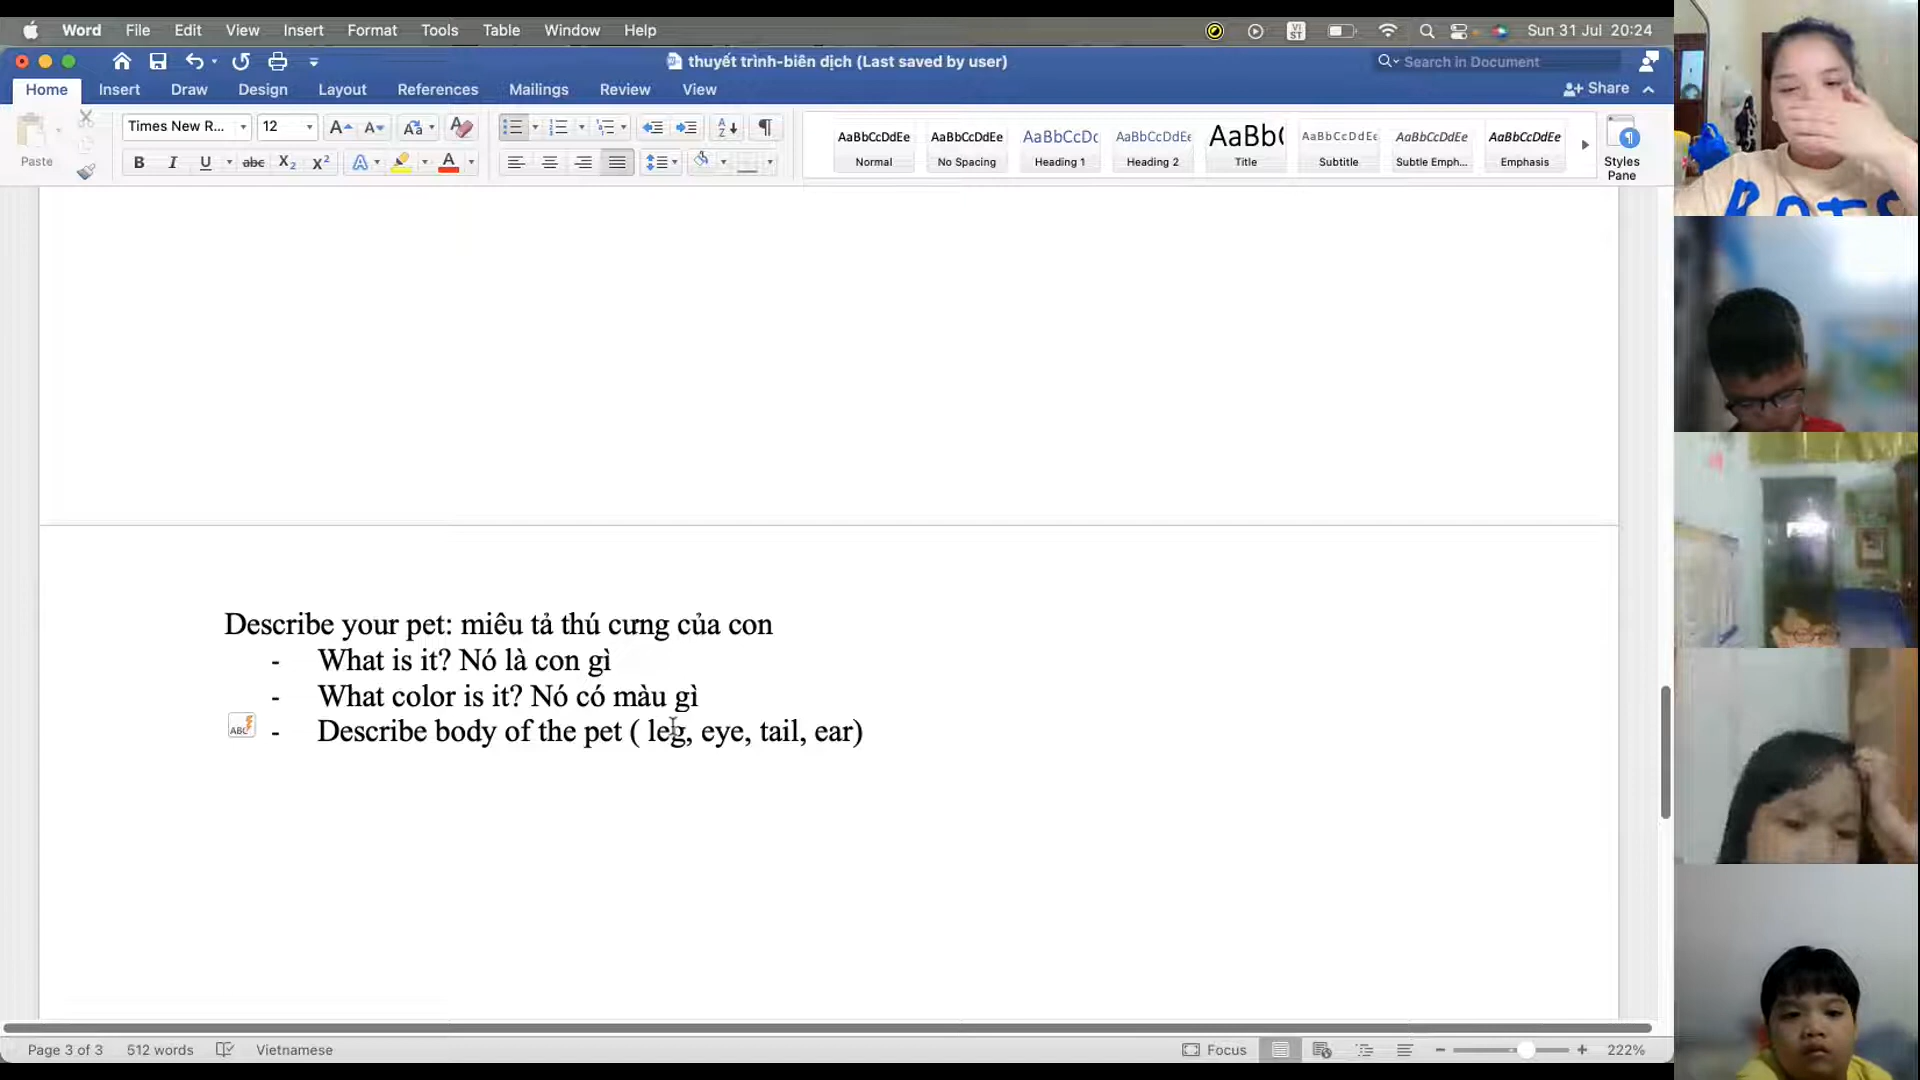 Word File Edit View Insert Format Tools Table Window Help VI ST Sun 31 Jul 20:24
thuyết trình-biên dịch (Last saved by user) Search in Document
Home Insert Draw Design Layout References Mailings Review View Share
Paste Times New R... 12 AaBbCcDdEe AaBbCcDdEe AaBbCcDc AaBbCcDdEe AaBb( AaBbCcDdEe AaBbCcDdEe AaBbCcDdEe
Normal No Spacing Heading 1 Heading 2 Title Subtitle Subtle Emph... Emphasis Styles Pane
Describe your pet: miêu tả thú cưng của con
- What is it? Nó là con gì
- What color is it? Nó có màu gì
- Describe body of the pet ( leg, eye, tail, ear)
Page 3 of 3 512 words Vietnamese Focus 222%